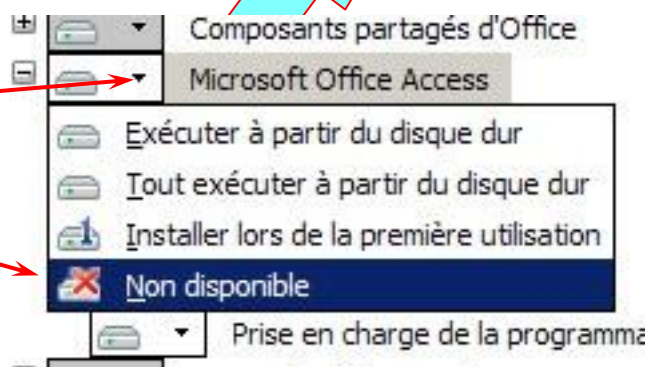 Composants partagés d'Office
Microsoft Office Access
Exécuter à partir du disque dur
Tout exécuter à partir du disque dur
Installer lors de la première utilisation
Non disponible
Prise en charge de la